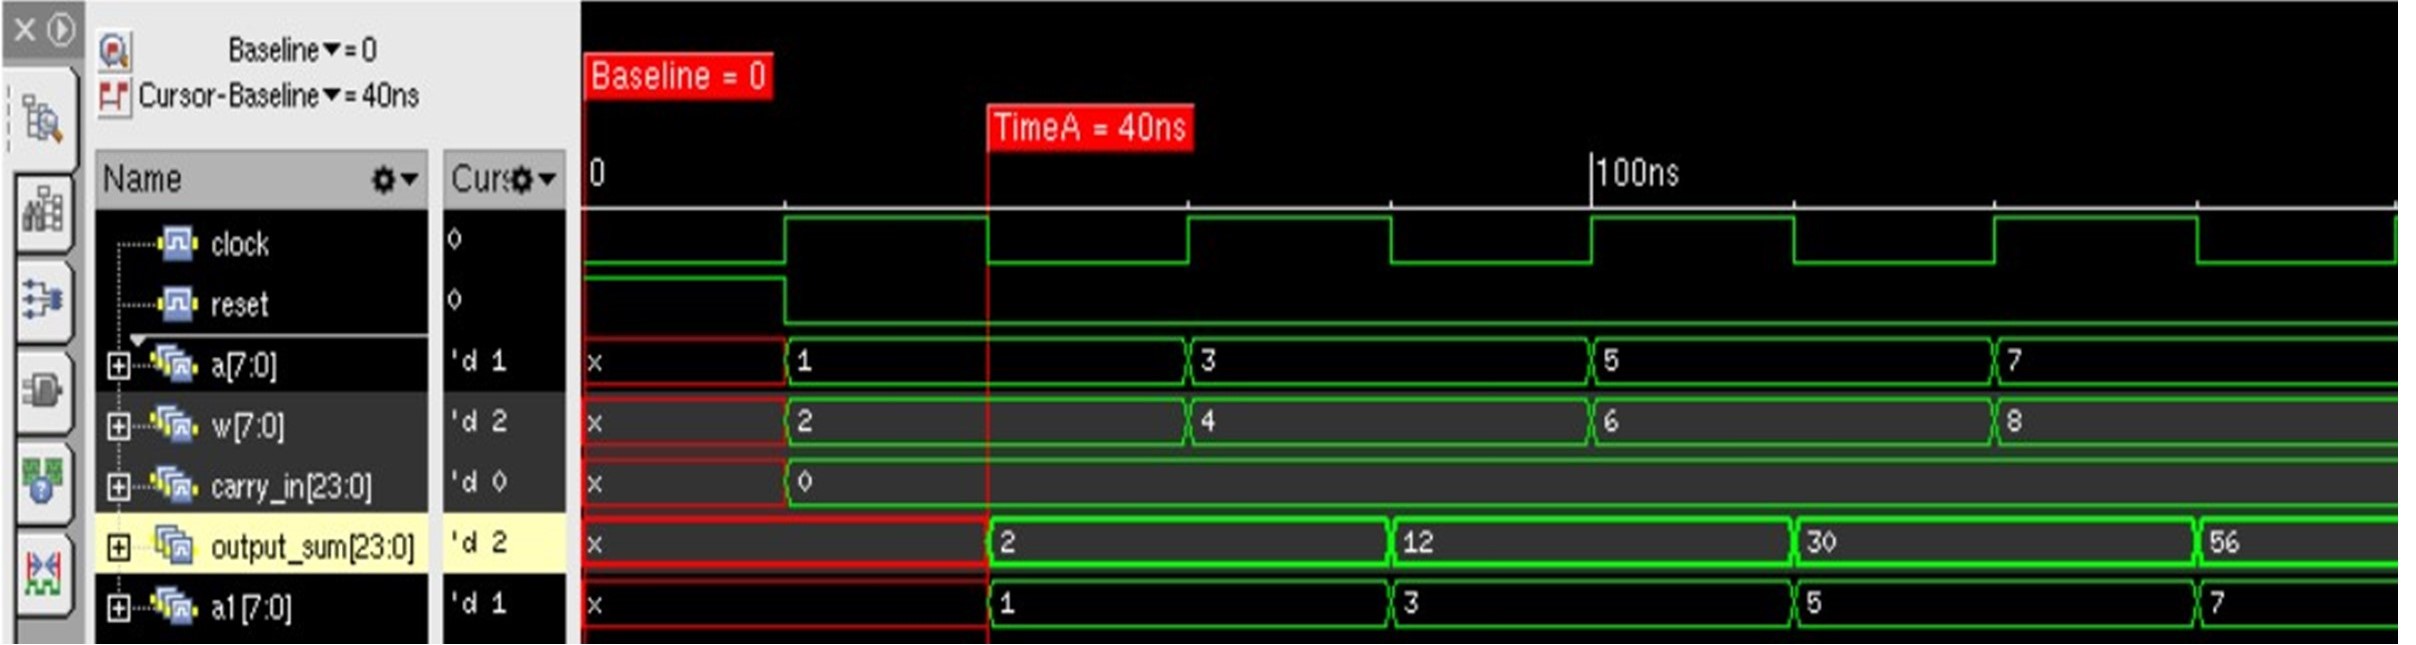 Baseline▼= 0
Cursor-Baseline▼= 40ns
Baseline = 0
TimeA = 40ns
Name
Curs
0
100ns
clock 0
reset 0
a[7:0] 'd 1 x 1 3 5 7
w[7:0] 'd 2 x 2 4 6 8
carry_in[23:0] 'd 0 x 0
output_sum[23:0] 'd 2 x 2 12 30 56
a1[7:0] 'd 1 x 1 3 5 7